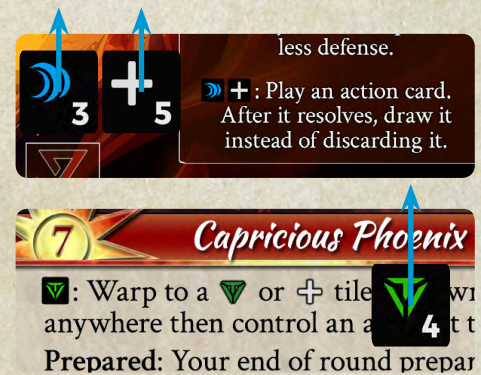 less defense.
3
5
: Play an action card.
After it resolves, draw it
instead of discarding it.
7
Capricious Phoenix
: Warp to a or tile
4
anywhere then control an
Prepared: Your end of round prepar